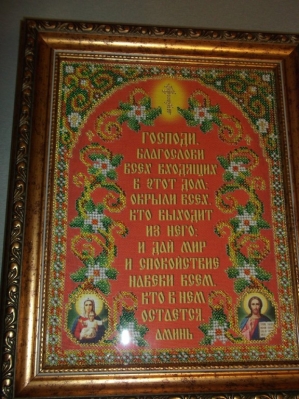 ГОСПОДИ,
БЛАГОСЛОВИ
ВСЕХ ВХОДЯЩИХ
В ЭТОТ ДОМ;
ОКРЫЛИ ВСЕХ,
КТО ВЫХОДИТ
ИЗ НЕГО;
И ДАЙ МИР
И СПОКОЙСТВИЕ
НАВЕКИ ВСЕМ,
КТО В НЕМ
ОСТАЕТСЯ.
АМИНЬ.